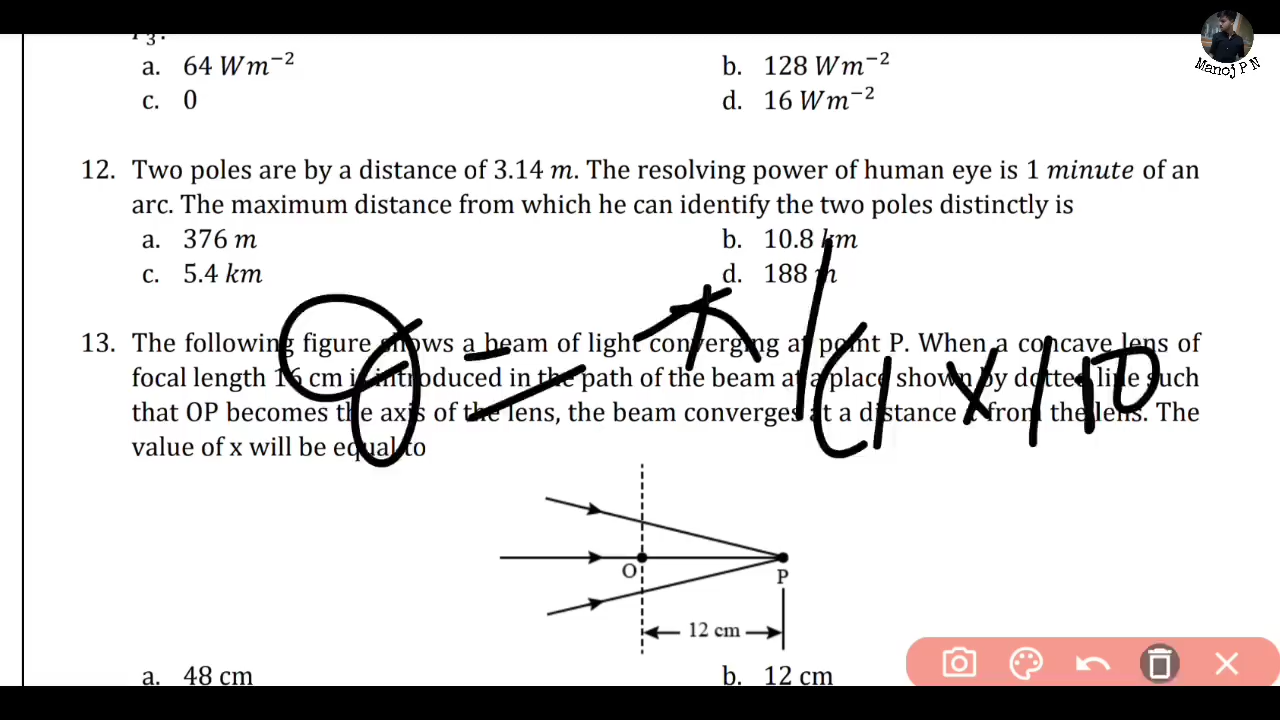 Manoj P N
a. 64 Wm⁻² b. 128 Wm⁻²
c. 0 d. 16 Wm⁻²
12. Two poles are by a distance of 3.14 m. The resolving power of human eye is 1 minute of an
arc. The maximum distance from which he can identify the two poles distinctly is
a. 376 m b. 10.8 km
c. 5.4 km d. 188 m
13. The following figure shows a beam of light converging at point P. When a concave lens of
focal length 16 cm is introduced in the path of the beam at a place shown by dotted line such
that OP becomes the axis of the lens, the beam converges at a distance x from the lens. The
value of x will be equal to
O
P
12 cm
a. 48 cm b. 12 cm